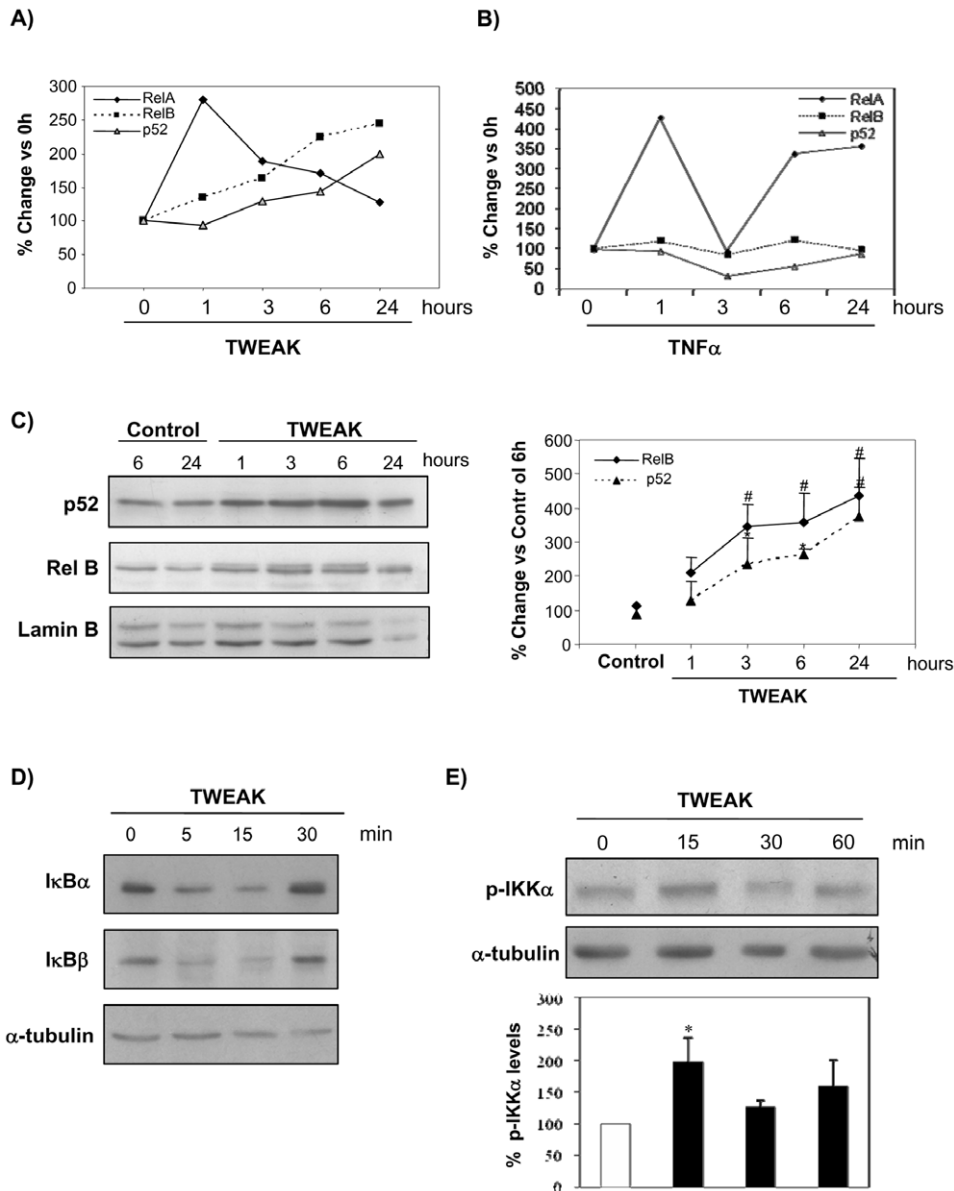 A)
% Change vs 0h
300
250
200
150
100
50
0
RelA
RelB
p52
0 1 3 6 24 hours
TWEAK
B)
% Change vs 0h
500
450
400
350
300
250
200
150
100
50
0
RelA
RelB
p52
0 1 3 6 24 hours
TNFα
C)
Control TWEAK
6 24 1 3 6 24 hours
p52
Rel B
Lamin B
% Change vs Contr ol 6h
600
500
400
300
200
100
0
RelB
p52
# # #
* * #
Control 1 3 6 24 hours
TWEAK
D)
TWEAK
0 5 15 30 min
IκBα
IκBβ
α-tubulin
E)
TWEAK
0 15 30 60 min
p-IKKα
α-tubulin
% p-IKKα levels
300
250
200
150
100
50
0
*